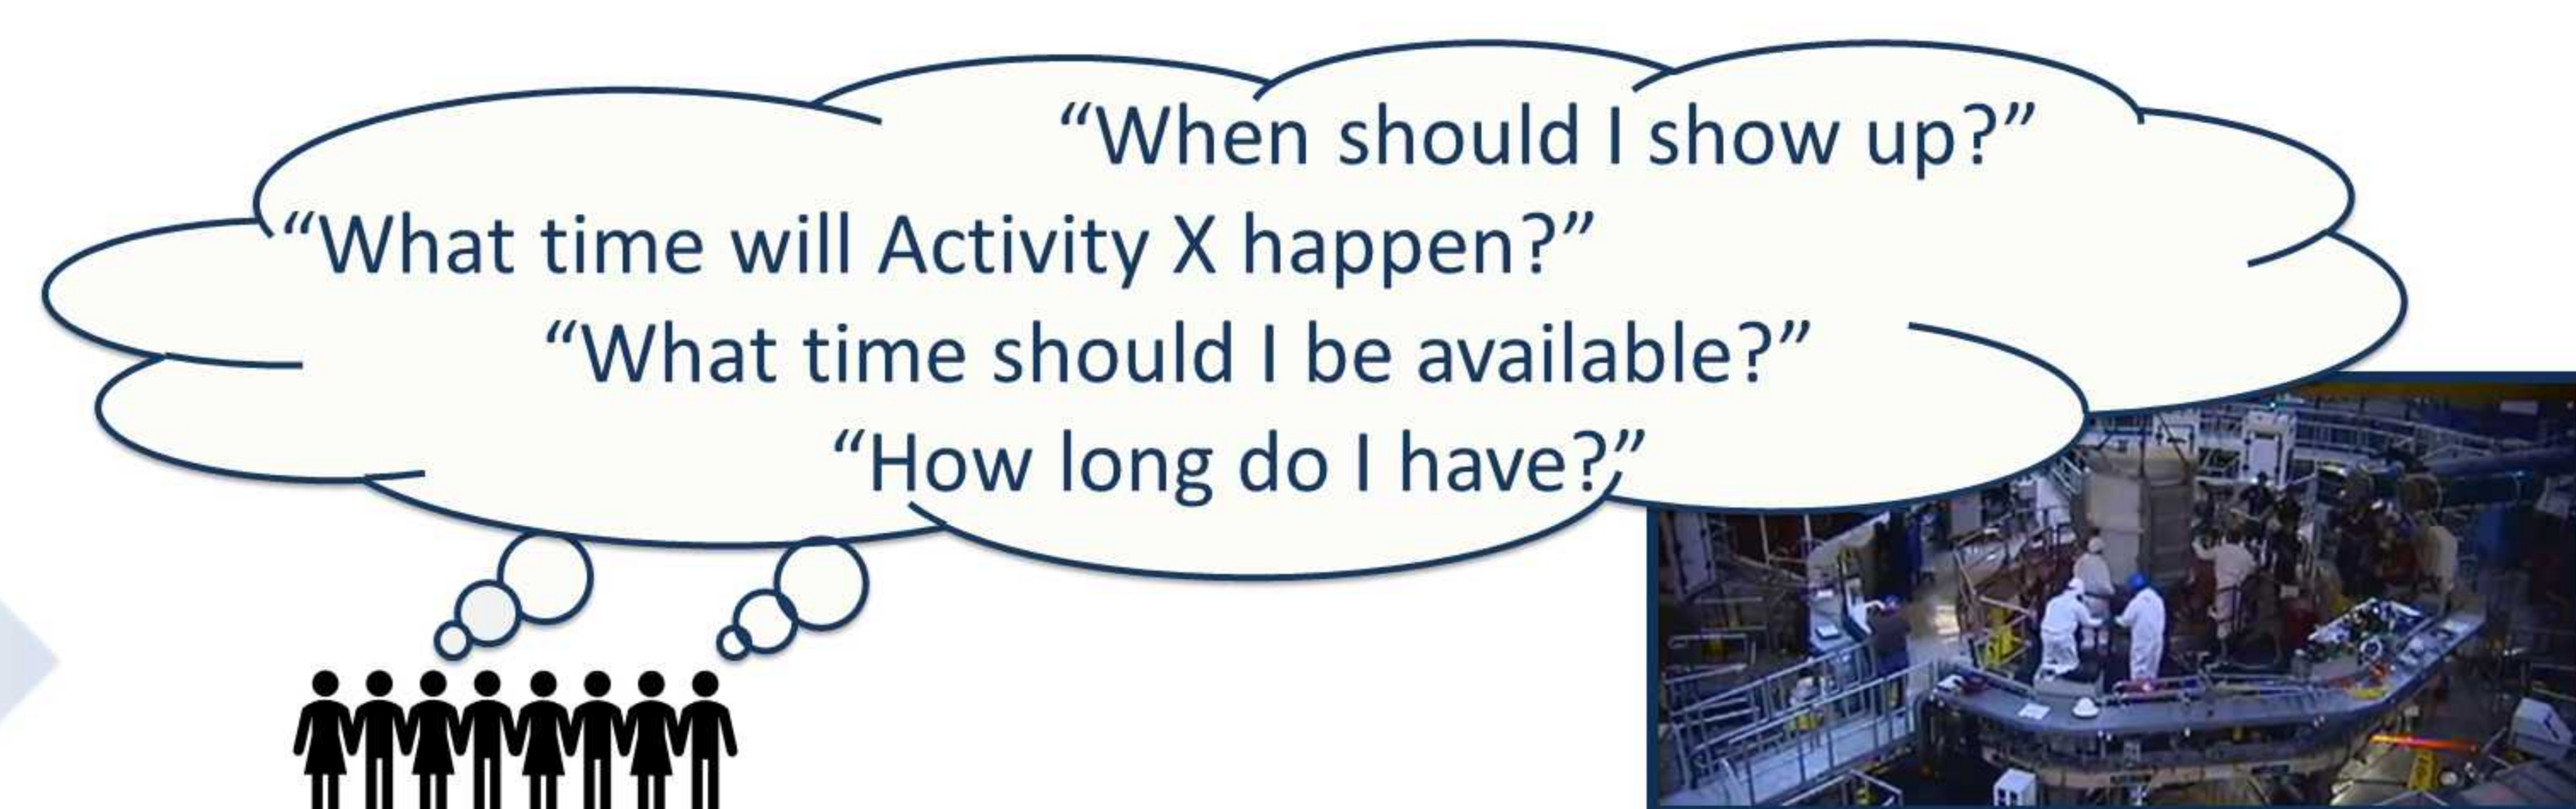 “When should I show up?”
“What time will Activity X happen?”
“What time should I be available?”
“How long do I have?”